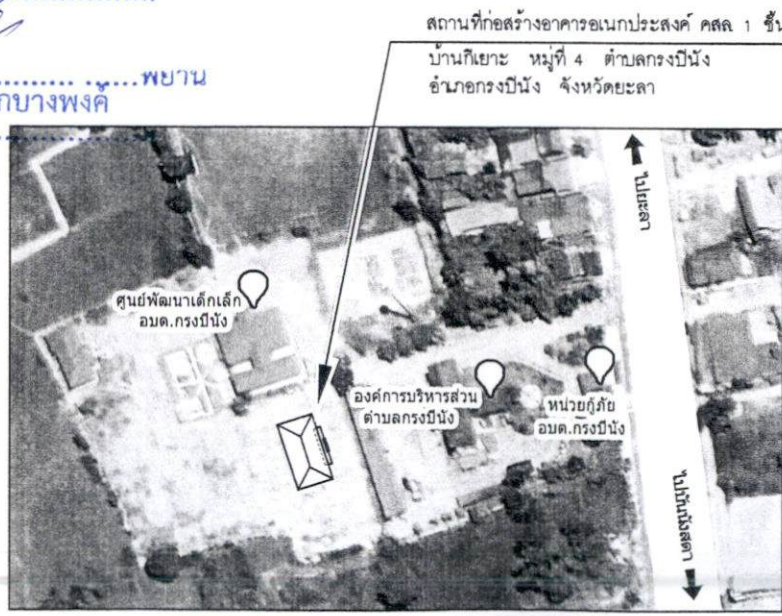 สถานที่ก่อสร้างอาคารอเนกประสงค์ คสล 1 ชั้น
บ้านกีเยาะ หมู่ที่ 4 ตำบลกรงปีนัง
อำเภอกรงปีนัง จังหวัดยะลา
............ ......พยาน
บางพงศ์
ไปยะลา
ศูนย์พัฒนาเด็กเล็ก
อบต.กรงปีนัง
องค์การบริหารส่วน
ตำบลกรงปีนัง
หน่วยกู้ภัย
อบต.กรงปีนัง
ไปบันนังสตา